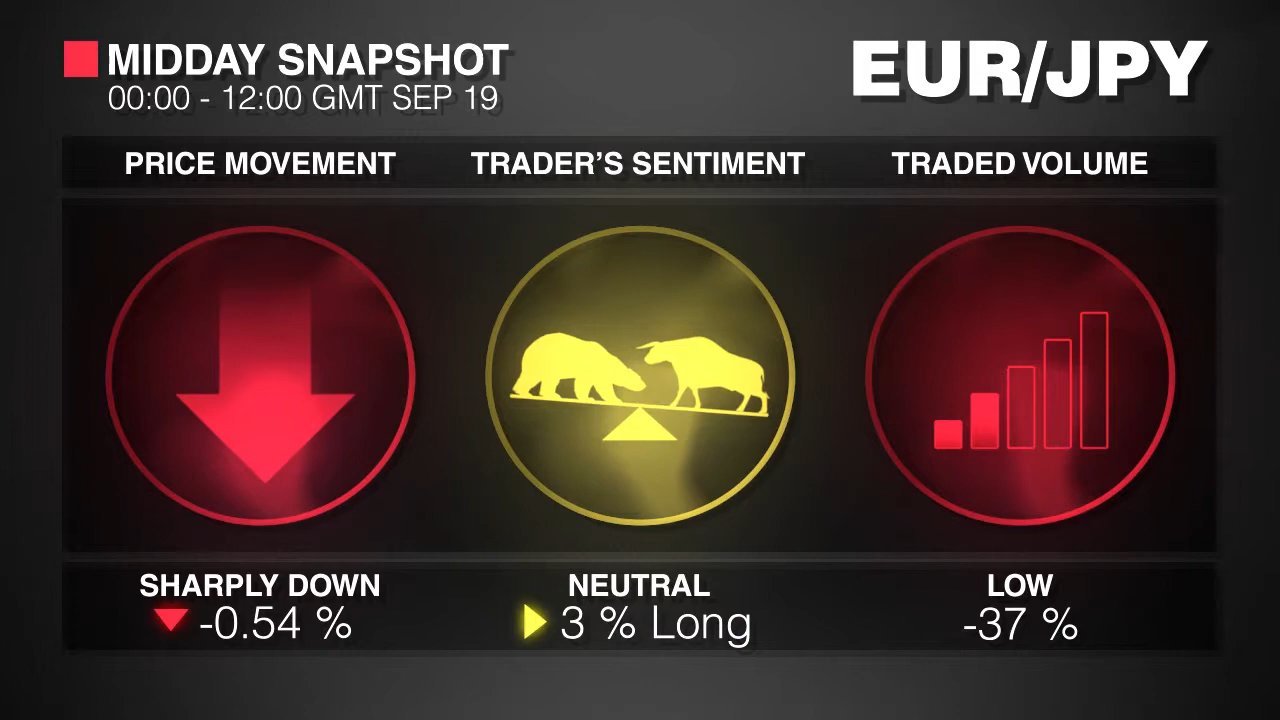 MIDDAY SNAPSHOT
00:00 - 12:00 GMT SEP 19
EUR/JPY
PRICE MOVEMENT
TRADER’S SENTIMENT
TRADED VOLUME
SHARPLY DOWN
-0.54 %
NEUTRAL
3 % Long
LOW
-37 %